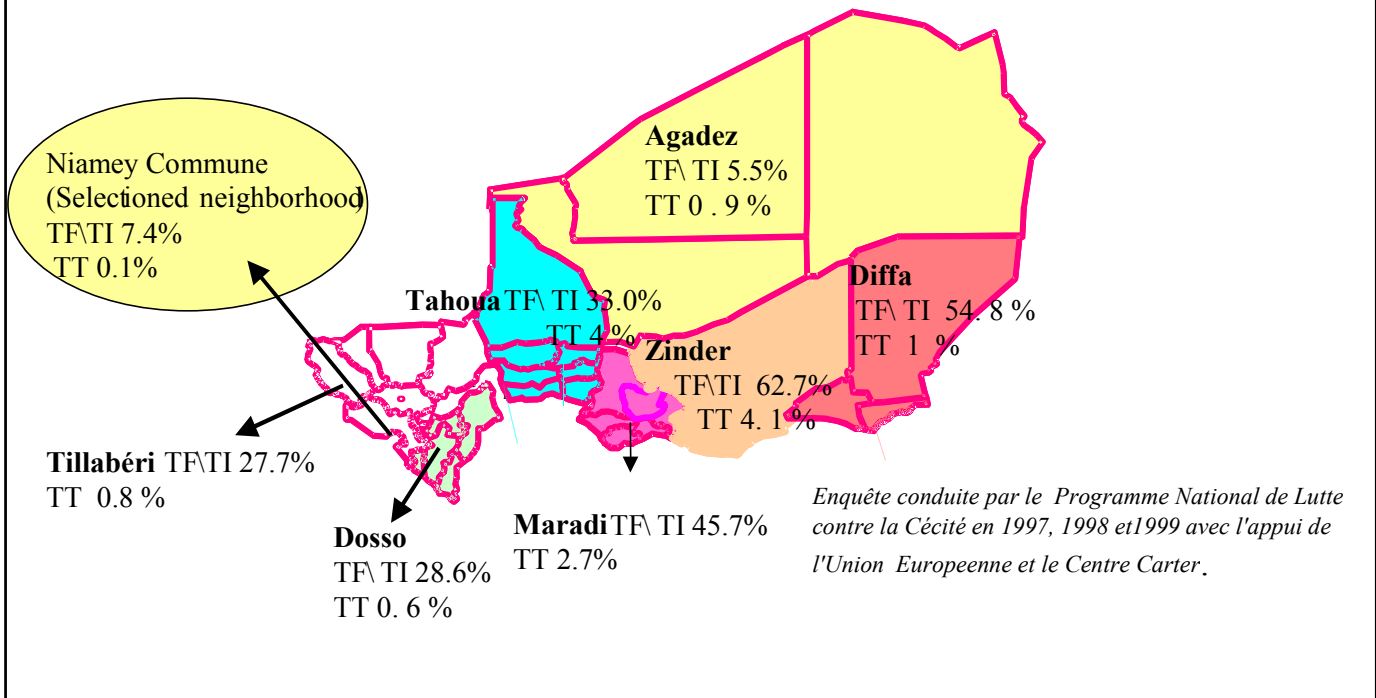 Agadez
TF\ TI 5.5%
TT 0 . 9 %
Niamey Commune
(Selectioned neighborhood)
TF\TI 7.4%
TT 0.1%
Diffa
TF\ TI 54. 8 %
TT 1 %
Tahoua TF\ TI 33.0%
TT 4 %
Zinder
TF\TI 62.7%
TT 4. 1 %
Tillabéri TF\TI 27.7%
TT 0.8 %
Dosso
TF\ TI 28.6%
TT 0. 6 %
Maradi TF\ TI 45.7%
TT 2.7%
Enquête conduite par le Programme National de Lutte
contre la Cécité en 1997, 1998 et1999 avec l'appui de
l'Union Europeenne et le Centre Carter.